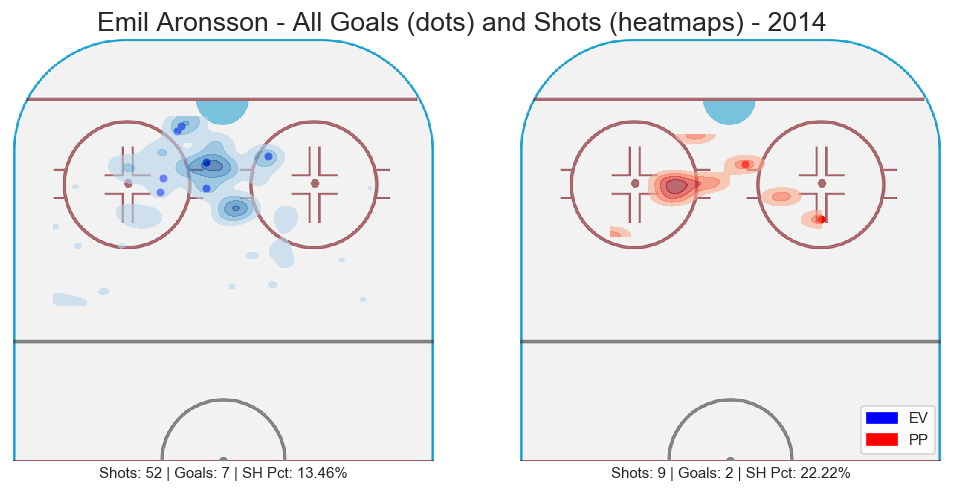 Emil Aronsson - All Goals (dots) and Shots (heatmaps) - 2014
EV
PP
Shots: 52 | Goals: 7 | SH Pct: 13.46%
Shots: 9 | Goals: 2 | SH Pct: 22.22%